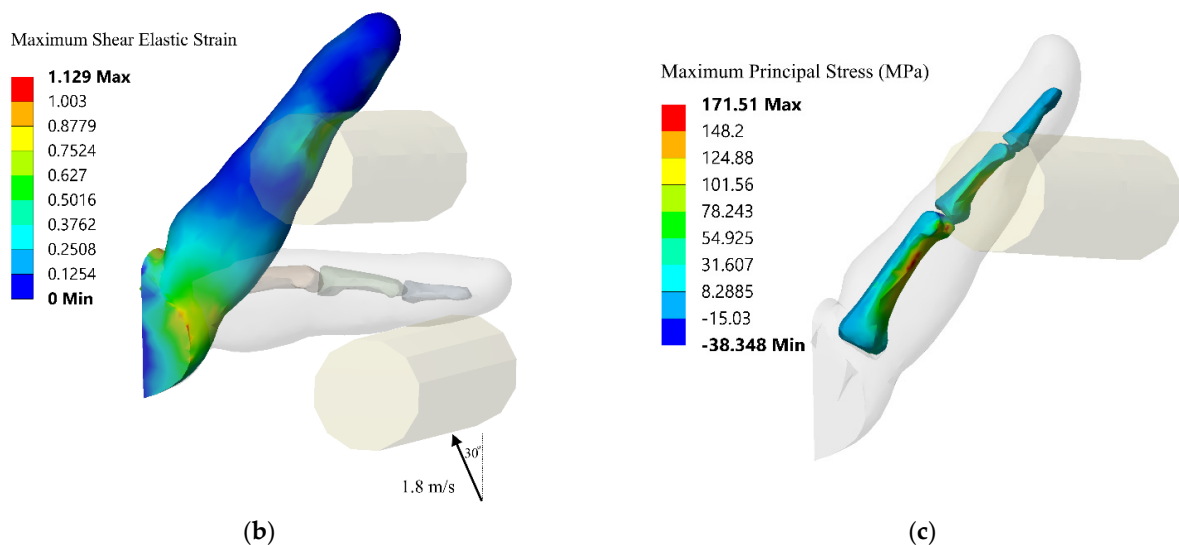 Maximum Shear Elastic Strain
1.129 Max
1.003
0.8779
0.7524
0.627
0.5016
0.3762
0.2508
0.1254
0 Min
30°
1.8 m/s
(b)
Maximum Principal Stress (MPa)
171.51 Max
148.2
124.88
101.56
78.243
54.925
31.607
8.2885
-15.03
-38.348 Min
(c)